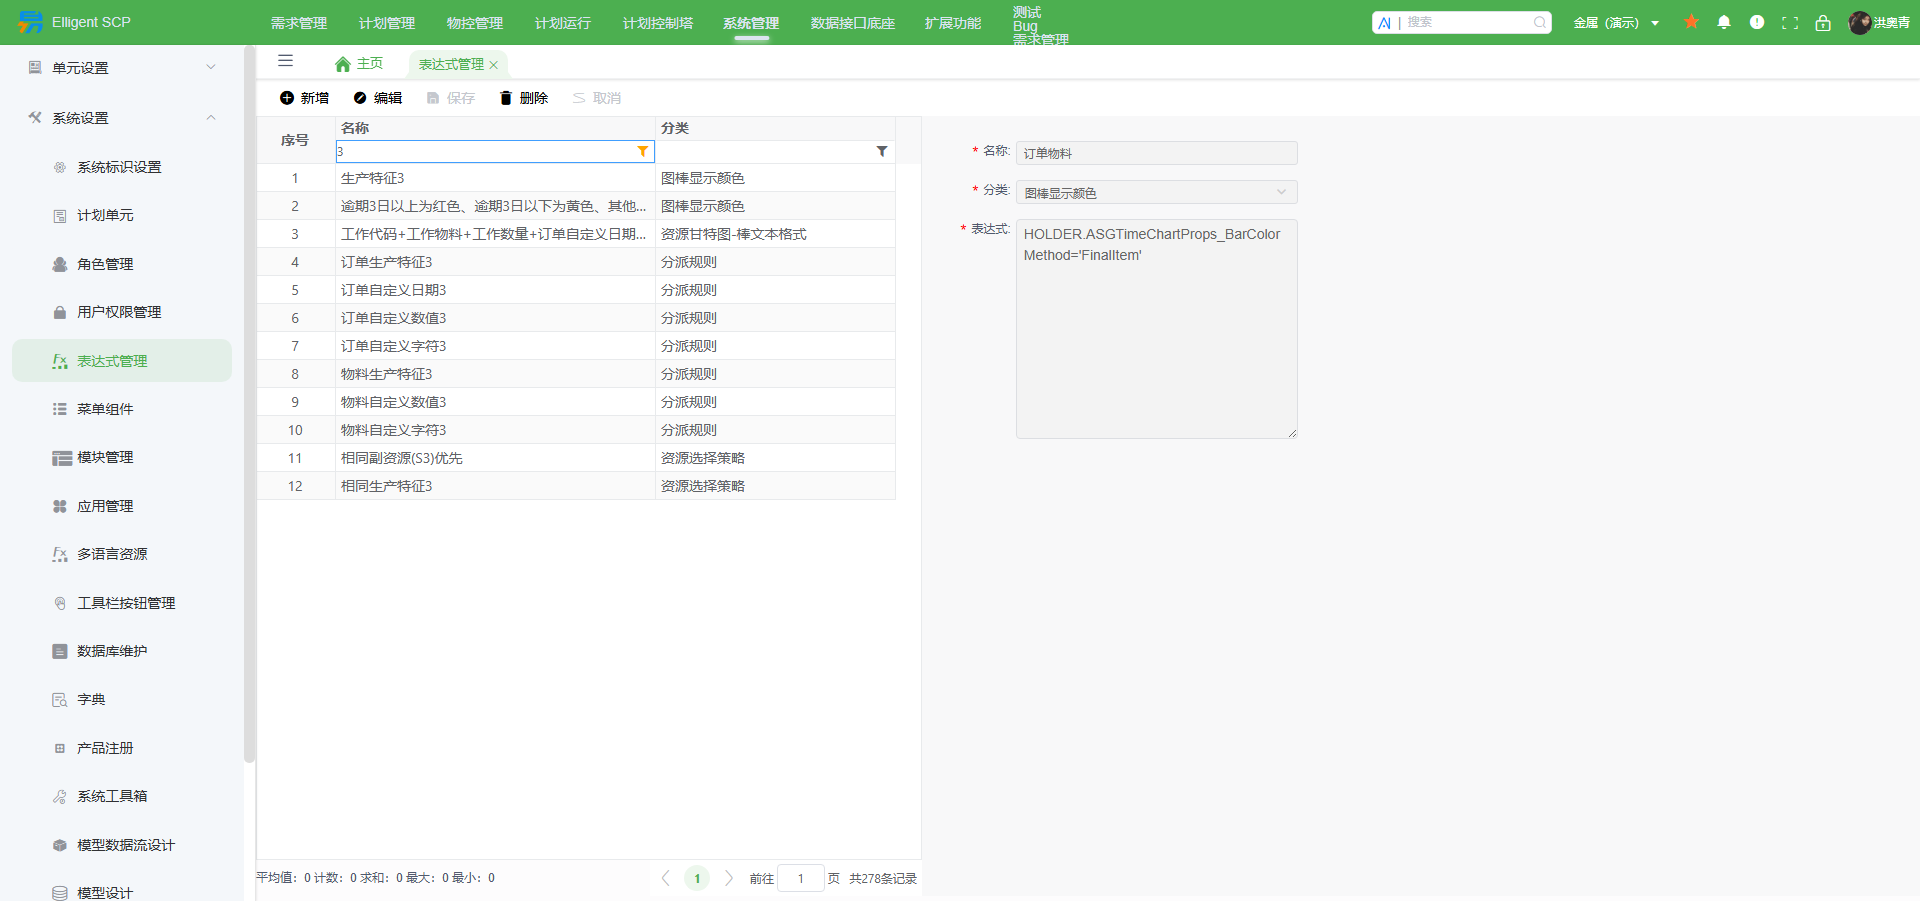 Elligent SCP
需求管理
计划管理
物控管理
计划运行
计划控制塔
系统管理
数据接口底座
扩展功能
测试
Bug
需求管理
AI | 搜索
金属（演示）
洪奥青
单元设置
系统设置
系统标识设置
计划单元
角色管理
用户权限管理
表达式管理
菜单组件
模块管理
应用管理
多语言资源
工具栏按钮管理
数据库维护
字典
产品注册
系统工具箱
模型数据流设计
模型设计
主页
表达式管理
新增
编辑
保存
删除
取消
序号 名称 分类
3
1 生产特征3 图棒显示颜色
2 逾期3日以上为红色、逾期3日以下为黄色、其他... 图棒显示颜色
3 工作代码+工作物料+工作数量+订单自定义日期... 资源甘特图-棒文本格式
4 订单生产特征3 分派规则
5 订单自定义日期3 分派规则
6 订单自定义数值3 分派规则
7 订单自定义字符3 分派规则
8 物料生产特征3 分派规则
9 物料自定义数值3 分派规则
10 物料自定义字符3 分派规则
11 相同副资源(S3)优先 资源选择策略
12 相同生产特征3 资源选择策略
平均值：0 计数：0 求和：0 最大：0 最小：0
1
前往 1 页 共278条记录
* 名称: 订单物料
* 分类: 图棒显示颜色
* 表达式: HOLDER.ASGTimeChartProps_BarColor
Method='FinalItem'